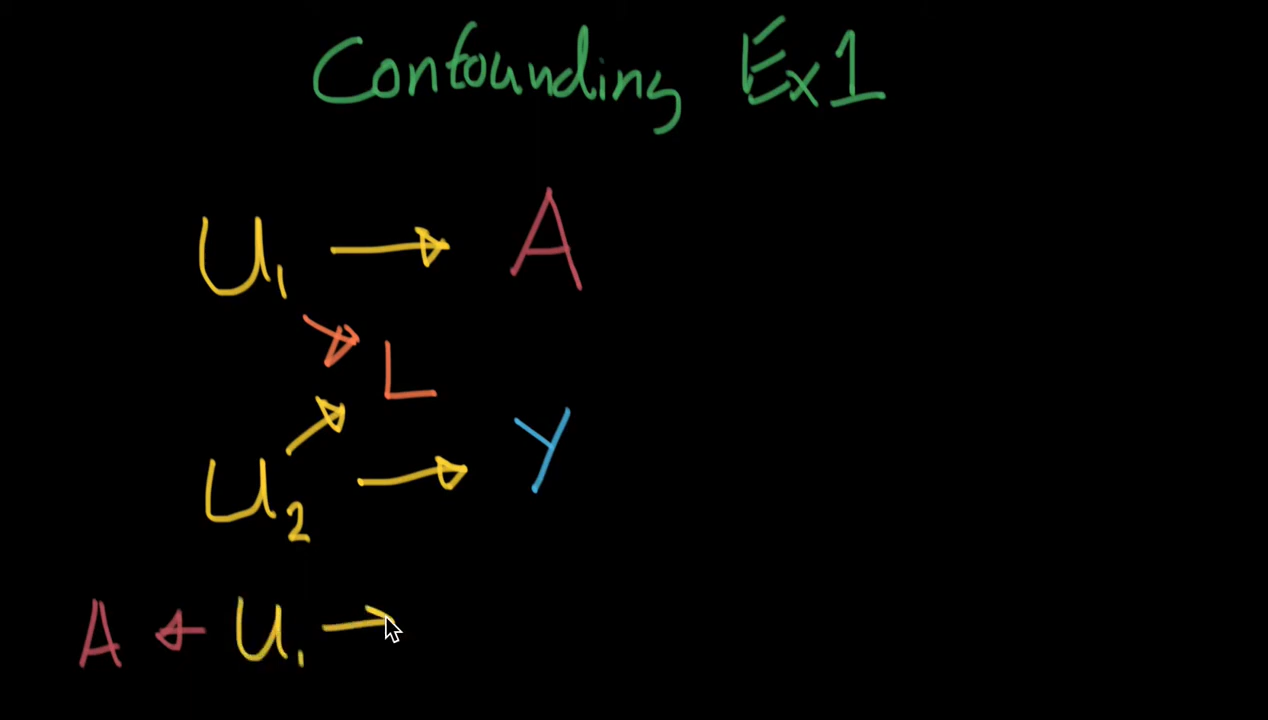 Confounding Ex1
U₁ → A
L
U₂ → Y
A ← U₁ →